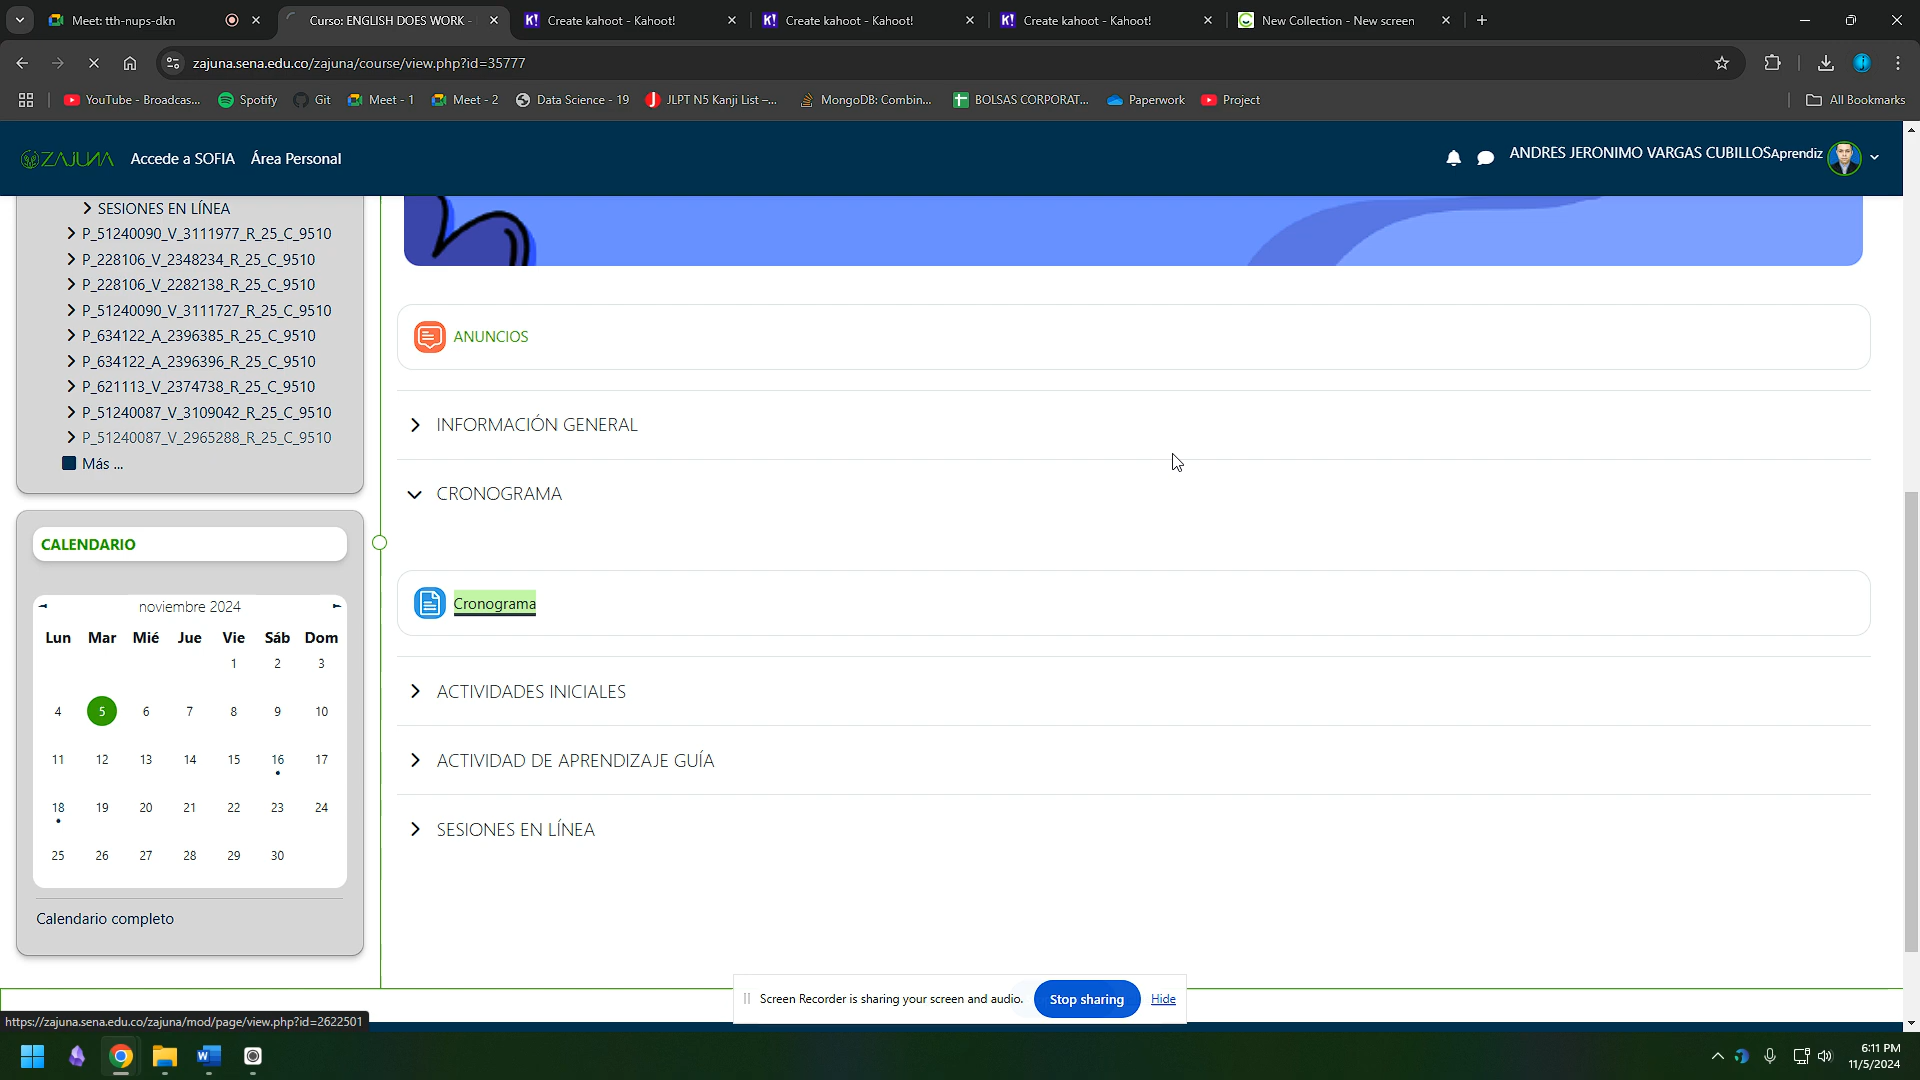 Meet: tth-nups-dkn
Curso: ENGLISH DOES WORK -
Create kahoot - Kahoot!
Create kahoot - Kahoot!
Create kahoot - Kahoot!
New Collection - New screen
zajuna.sena.edu.co/zajuna/course/view.php?id=35777
YouTube - Broadcas...
Spotify
Git
Meet - 1
Meet - 2
Data Science - 19
JLPT N5 Kanji List –...
MongoDB: Combin...
BOLSAS CORPORAT...
Paperwork
Project
All Bookmarks
ZAJUNA
Accede a SOFIA
Área Personal
ANDRES JERONIMO VARGAS CUBILLOSAprendiz
SESIONES EN LÍNEA
P_51240090_V_3111977_R_25_C_9510
P_228106_V_2348234_R_25_C_9510
P_228106_V_2282138_R_25_C_9510
P_51240090_V_3111727_R_25_C_9510
P_634122_A_2396385_R_25_C_9510
P_634122_A_2396396_R_25_C_9510
P_621113_V_2374738_R_25_C_9510
P_51240087_V_3109042_R_25_C_9510
P_51240087_V_2965288_R_25_C_9510
Más ...
CALENDARIO
noviembre 2024
Lun Mar Mié Jue Vie Sáb Dom
1 2 3
4 5 6 7 8 9 10
11 12 13 14 15 16 17
18 19 20 21 22 23 24
25 26 27 28 29 30
Calendario completo
ANUNCIOS
INFORMACIÓN GENERAL
CRONOGRAMA
Cronograma
ACTIVIDADES INICIALES
ACTIVIDAD DE APRENDIZAJE GUÍA
SESIONES EN LÍNEA
Screen Recorder is sharing your screen and audio.
Stop sharing
Hide
https://zajuna.sena.edu.co/zajuna/mod/page/view.php?id=2622501
6:11 PM
11/5/2024